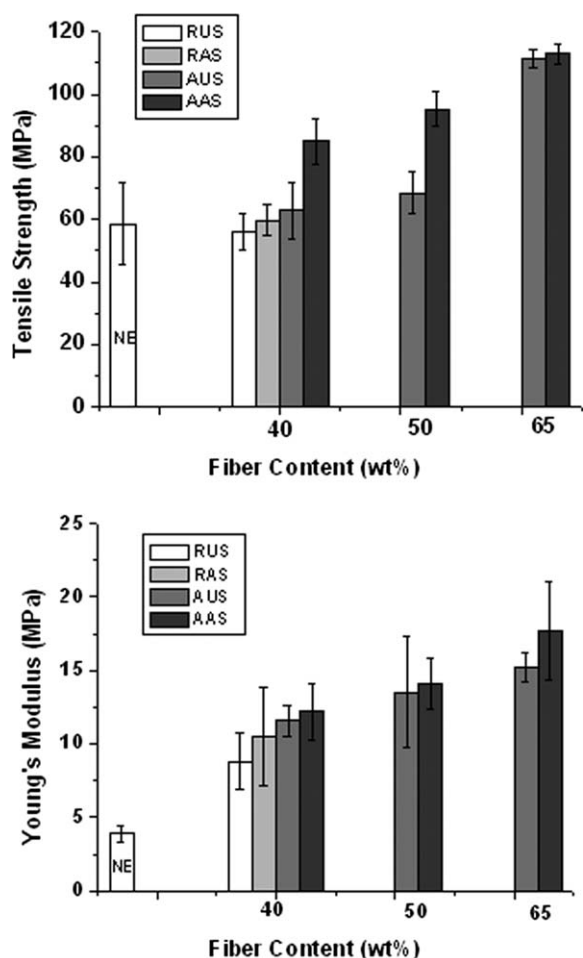 120
100
80
60
40
20
0
Tensile Strength (MPa)
RUS
RAS
AUS
AAS
NE
40
50
65
Fiber Content (wt%)
25
20
15
10
5
0
Young's Modulus (MPa)
RUS
RAS
AUS
AAS
NE
40
50
65
Fiber Content (wt%)